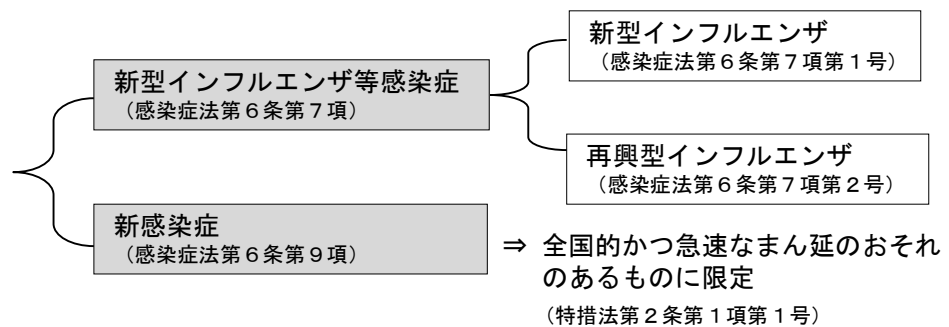 新型インフルエンザ等感染症
（感染症法第６条第７項）
新型インフルエンザ
（感染症法第６条第７項第１号）
再興型インフルエンザ
（感染症法第６条第７項第２号）
新感染症
（感染症法第６条第９項）
⇒ 全国的かつ急速なまん延のおそれ
のあるものに限定
（特措法第２条第１項第１号）